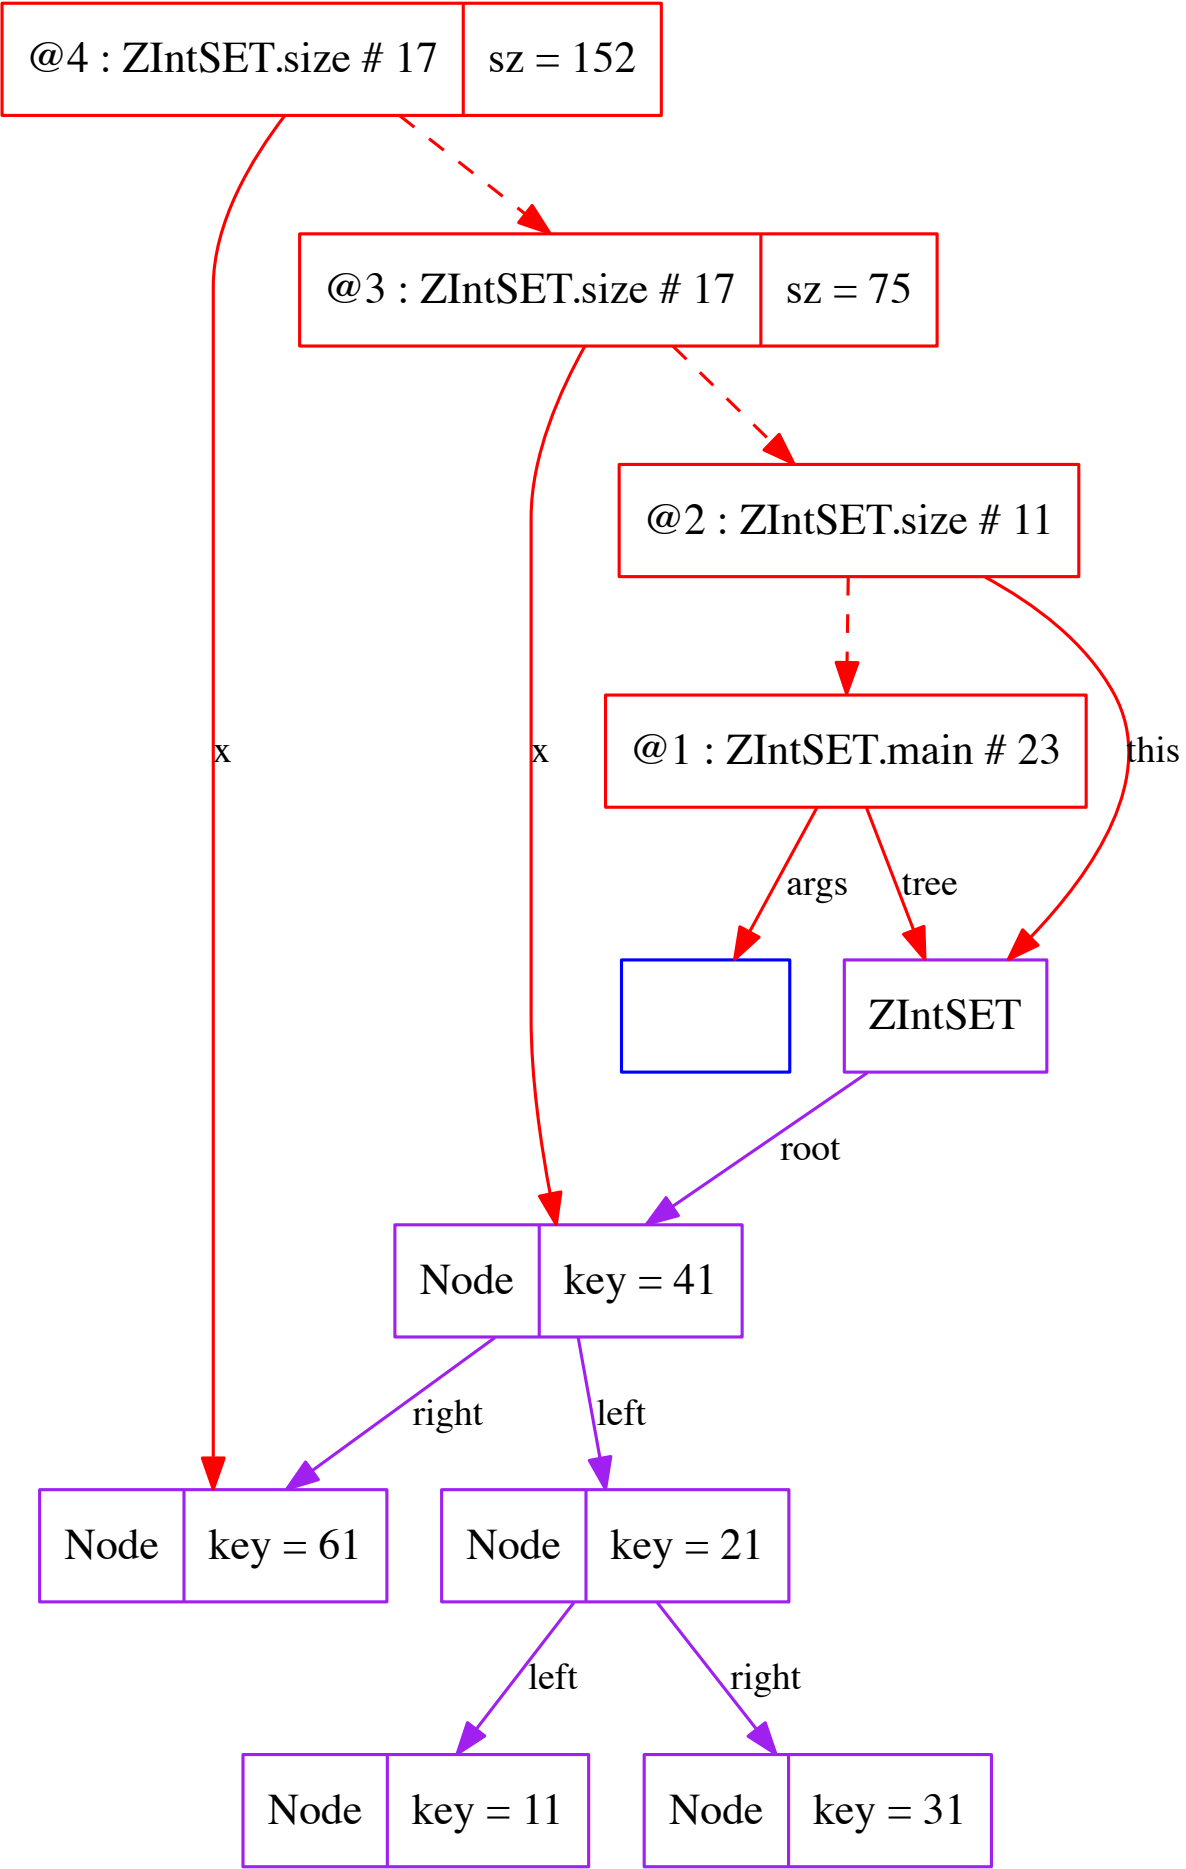 @4 : ZIntSET.size # 17 sz = 152
@3 : ZIntSET.size # 17 sz = 75
@2 : ZIntSET.size # 11
x
x
@1 : ZIntSET.main # 23
this
args
tree
ZIntSET
root
Node key = 41
right
left
Node key = 61
Node key = 21
left
right
Node key = 11
Node key = 31